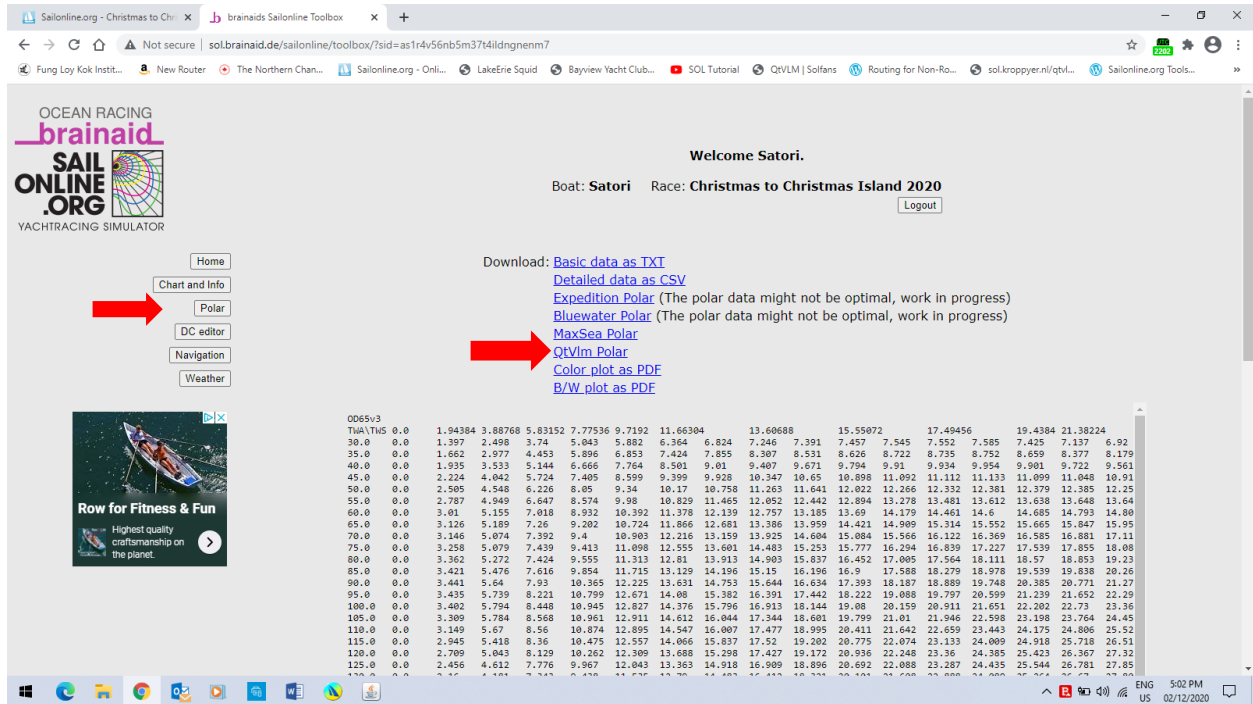 Sailonline.org - Christmas to Chri
brainaids Sailonline Toolbox
Not secure | sol.brainaid.de/sailonline/toolbox/?sid=as1r4v56nb5m37t4ildngnenm7
2202
Fung Loy Kok Instit... New Router The Northern Chan... Sailonline.org - Onli... LakeErie Squid Bayview Yacht Club... SOL Tutorial QtVLM | Solfans Routing for Non-Ro... sol.kroppyer.nl/qtvl... Sailonline.org Tools... »
OCEAN RACING
brainaid
SAIL
ONLINE
.ORG
YACHTRACING SIMULATOR
Welcome Satori.
Boat: Satori Race: Christmas to Christmas Island 2020
Logout
Home
Chart and Info
Polar
DC editor
Navigation
Weather
Download: Basic data as TXT
Detailed data as CSV
Expedition Polar (The polar data might not be optimal, work in progress)
Bluewater Polar (The polar data might not be optimal, work in progress)
MaxSea Polar
QtVlm Polar
Color plot as PDF
B/W plot as PDF
Row for Fitness & Fun
Highest quality
craftsmanship on
the planet.
OD65v3
TWA\TWS 0.0 1.94384 3.88768 5.83152 7.77536 9.7192 11.66304 13.60688 15.55072 17.49456 19.4384 21.38224
30.0 0.0 1.397 2.498 3.74 5.043 5.882 6.364 6.824 7.246 7.391 7.457 7.545 7.552 7.585 7.425 7.137 6.92
35.0 0.0 1.662 2.977 4.453 5.896 6.853 7.424 7.855 8.307 8.531 8.626 8.722 8.735 8.752 8.659 8.377 8.179
40.0 0.0 1.935 3.533 5.144 6.666 7.764 8.501 9.01 9.407 9.671 9.794 9.91 9.934 9.954 9.901 9.722 9.561
45.0 0.0 2.224 4.042 5.724 7.405 8.599 9.399 9.928 10.347 10.65 10.898 11.092 11.112 11.133 11.099 11.048 10.91
50.0 0.0 2.505 4.548 6.226 8.05 9.34 10.17 10.758 11.263 11.641 12.022 12.266 12.332 12.381 12.379 12.385 12.25
55.0 0.0 2.787 4.949 6.647 8.574 9.98 10.829 11.465 12.052 12.442 12.894 13.278 13.481 13.612 13.638 13.648 13.64
60.0 0.0 3.01 5.155 7.018 8.932 10.392 11.378 12.139 12.757 13.185 13.69 14.179 14.461 14.6 14.685 14.793 14.80
65.0 0.0 3.126 5.189 7.26 9.202 10.724 11.866 12.681 13.386 13.959 14.421 14.909 15.314 15.552 15.665 15.847 15.95
70.0 0.0 3.146 5.074 7.392 9.4 10.903 12.216 13.159 13.925 14.604 15.084 15.566 16.122 16.369 16.585 16.881 17.11
75.0 0.0 3.258 5.079 7.439 9.413 11.098 12.555 13.601 14.483 15.253 15.777 16.294 16.839 17.227 17.539 17.855 18.08
80.0 0.0 3.362 5.272 7.424 9.555 11.313 12.81 13.913 14.903 15.837 16.452 17.005 17.564 18.111 18.57 18.853 19.23
85.0 0.0 3.421 5.476 7.616 9.854 11.715 13.129 14.196 15.15 16.196 16.9 17.588 18.279 18.978 19.539 19.838 20.26
90.0 0.0 3.441 5.64 7.93 10.365 12.225 13.631 14.753 15.644 16.634 17.393 18.187 18.889 19.748 20.385 20.771 21.27
95.0 0.0 3.435 5.739 8.221 10.799 12.671 14.08 15.382 16.391 17.442 18.222 19.088 19.797 20.599 21.239 21.652 22.29
100.0 0.0 3.402 5.794 8.448 10.945 12.827 14.376 15.796 16.913 18.144 19.08 20.159 20.911 21.651 22.202 22.73 23.36
105.0 0.0 3.309 5.784 8.568 10.961 12.911 14.612 16.044 17.344 18.601 19.799 21.01 21.946 22.598 23.198 23.764 24.45
110.0 0.0 3.149 5.67 8.56 10.874 12.895 14.547 16.007 17.477 18.995 20.411 21.642 22.659 23.443 24.175 24.806 25.52
115.0 0.0 2.945 5.418 8.36 10.475 12.557 14.066 15.837 17.52 19.202 20.775 22.074 23.133 24.009 24.918 25.718 26.51
120.0 0.0 2.709 5.043 8.129 10.262 12.309 13.688 15.298 17.427 19.172 20.936 22.248 23.36 24.385 25.423 26.367 27.32
125.0 0.0 2.456 4.612 7.776 9.967 12.043 13.363 14.918 16.909 18.896 20.692 22.088 23.287 24.435 25.544 26.781 27.85
ENG 5:02 PM
US 02/12/2020